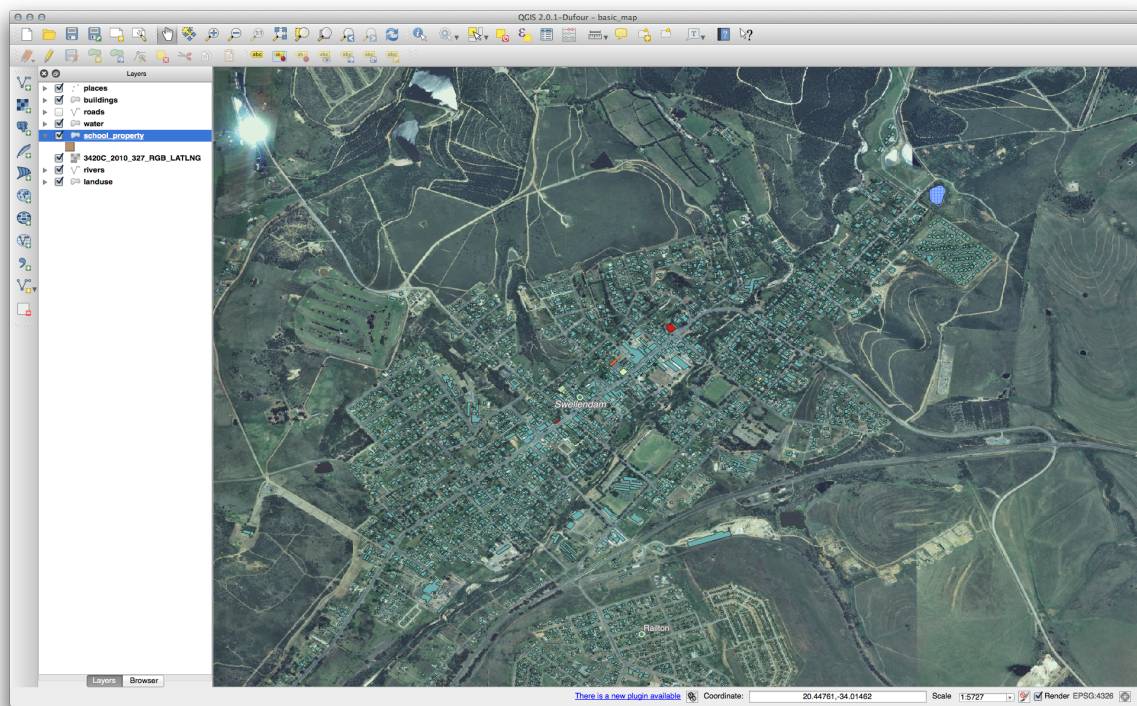 QGIS 2.0.1-Dufour - basic_map
Layers
places
buildings
roads
water
school_property
3420C_2010_327_RGB_LATLNG
rivers
landuse
Swellendam
Railton
Layers Browser
There is a new plugin available Coordinate: 20.44761,-34.01462 Scale 1:5727 Render EPSG:4326